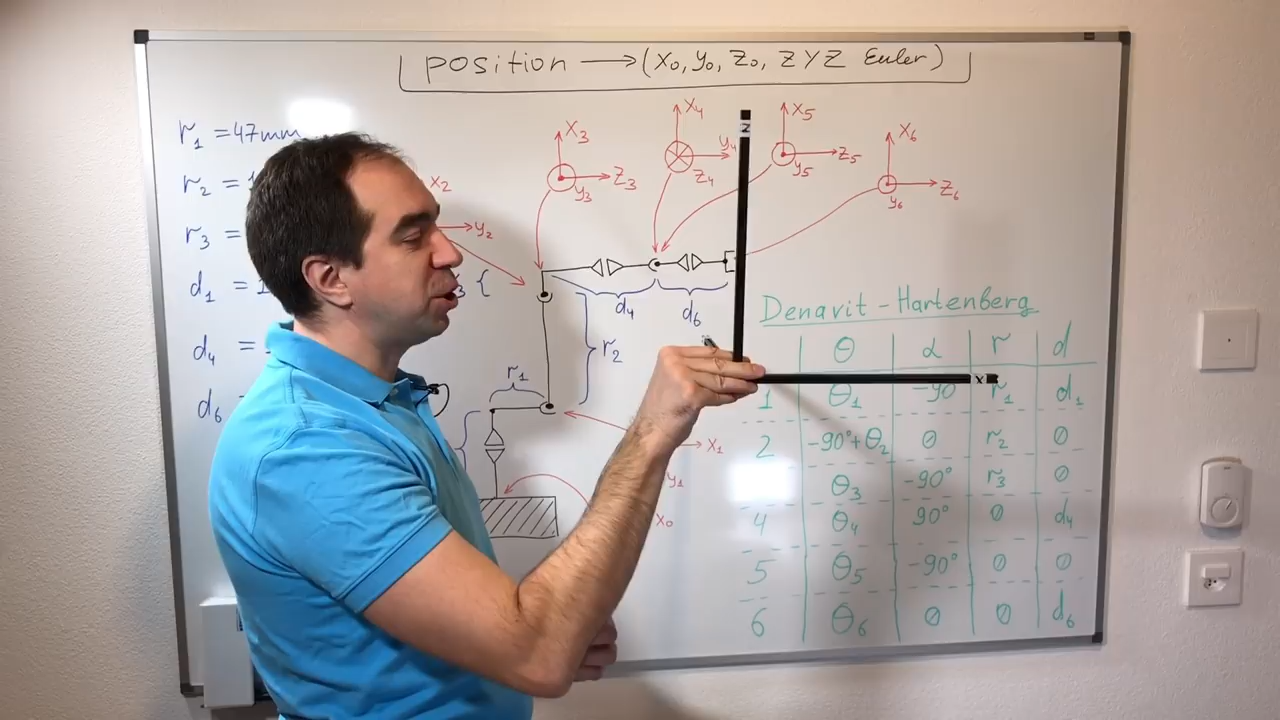 position → (x₀, y₀, z₀, ZYZ Euler)
r₁ = 47mm
r₂ = 1
r₃ =
d₁ = 1
d₄ =
d₆
x₂
y₂
x₃
z₃
y₃
x₄
y₄
z₄
x₅
z₅
y₅
x₆
z₆
y₆
z
x
d₄
d₆
r₂
r₁
x₁
y₁
x₀
Denavit - Hartenberg
θ α r d
1 θ₁ -90 r₁ d₁
2 -90°+θ₂ 0 r₂ 0
θ₃ -90° r₃ 0
4 θ₄ 90° 0 d₄
5 θ₅ -90° 0 0
6 θ₆ 0 0 d₆